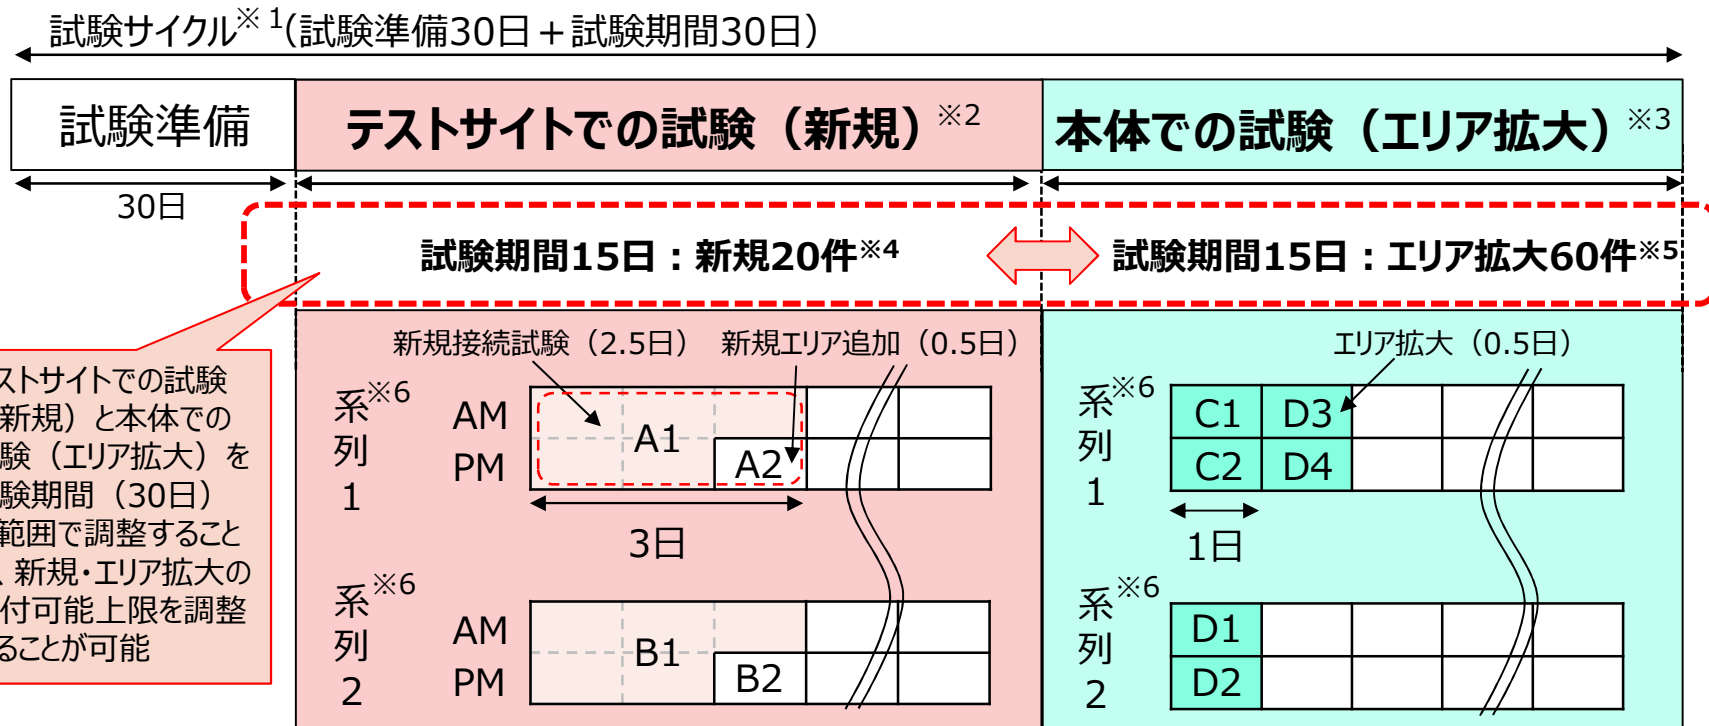 試験サイクル※1(試験準備30日＋試験期間30日)
試験準備
テストサイトでの試験（新規）※2
本体での試験（エリア拡大）※3
30日
試験期間15日：新規20件※4
試験期間15日：エリア拡大60件※5
ストサイトでの試験
新規）と本体での
験（エリア拡大）を
験期間（30日）
範囲で調整すること
、新規・エリア拡大の
付可能上限を調整
ることが可能
新規接続試験（2.5日）
新規エリア追加（0.5日）
系列1※6
AM
PM
A1
A2
3日
系列2※6
AM
PM
B1
B2
エリア拡大（0.5日）
系列1※6
C1
D3
C2
D4
1日
系列2※6
D1
D2